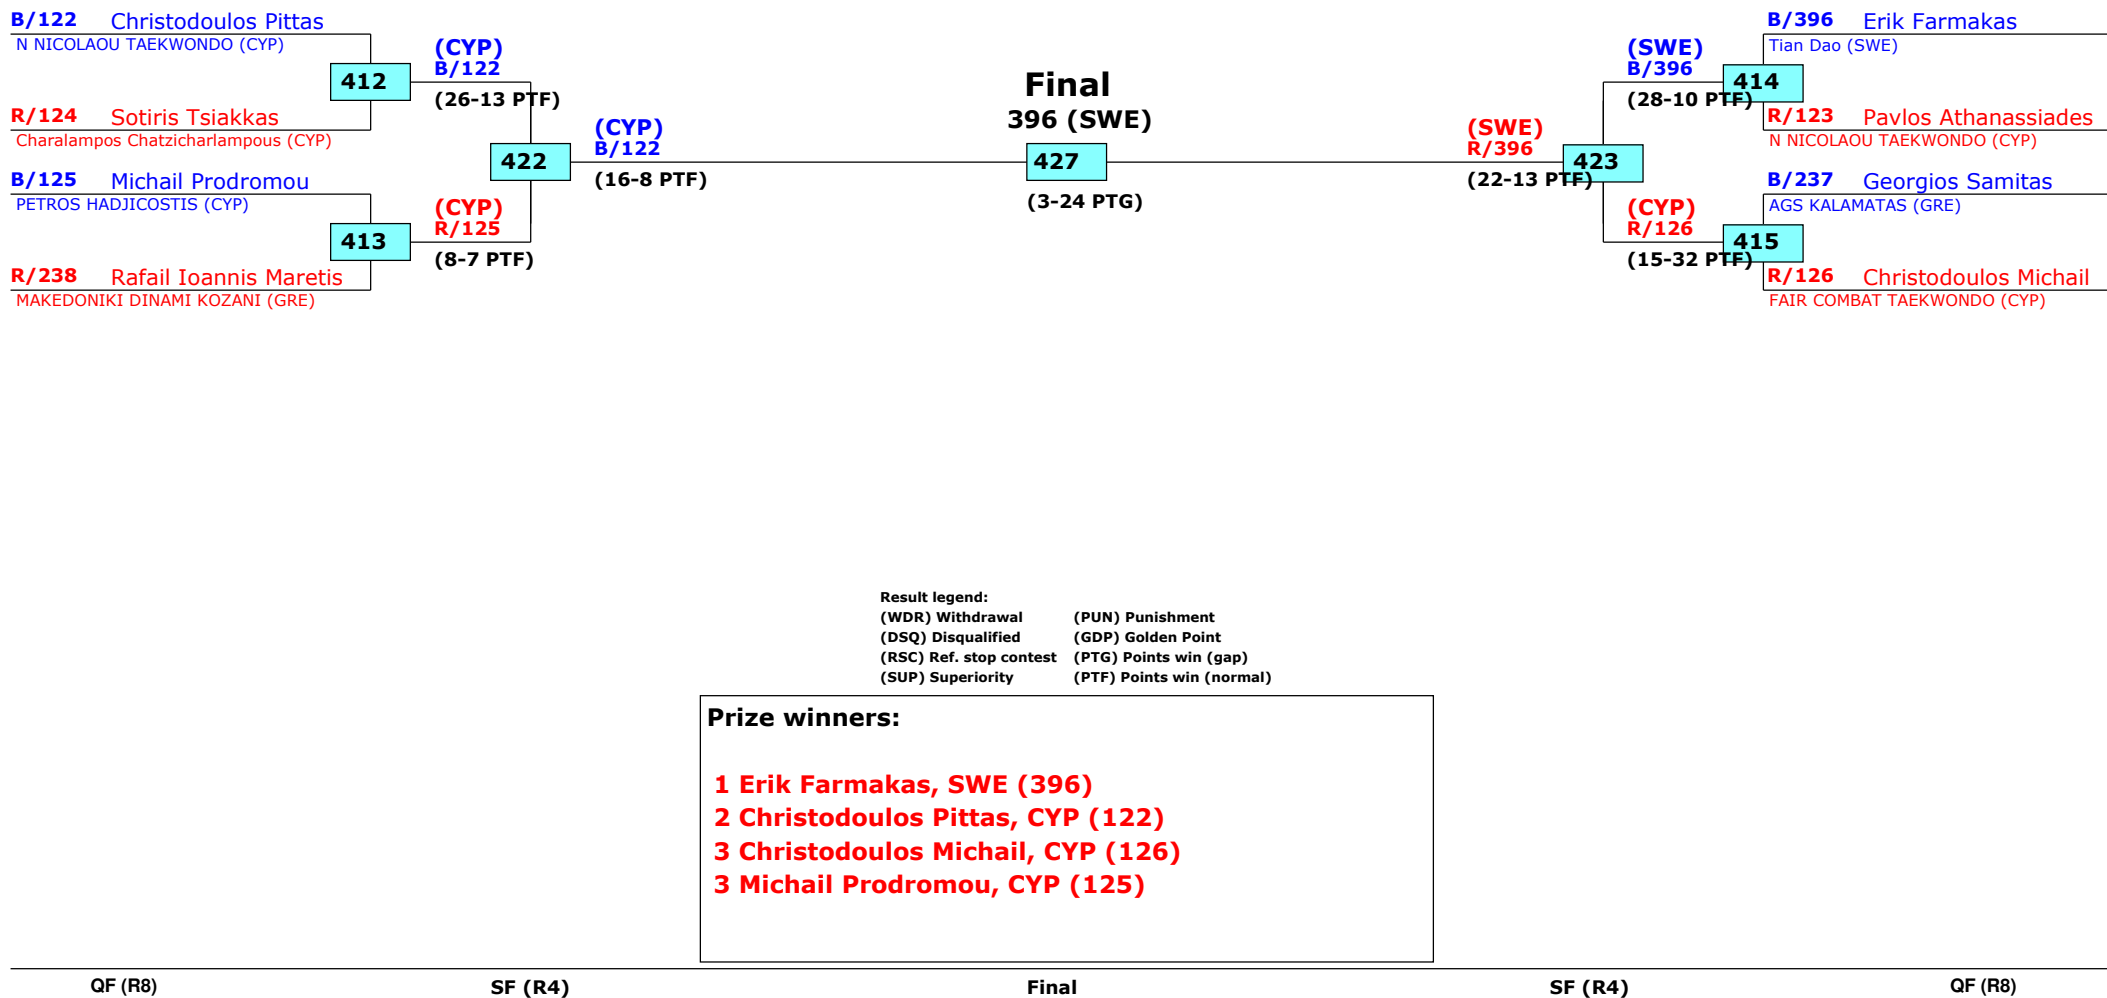 B/122 Christodoulos Pittas
N NICOLAOU TAEKWONDO (CYP)
412
R/124 Sotiris Tsiakkas
Charalampos Chatzicharlampous (CYP)
B/125 Michail Prodromou
PETROS HADJICOSTIS (CYP)
413
R/238 Rafail Ioannis Maretis
MAKEDONIKI DINAMI KOZANI (GRE)
(CYP)
B/122
(26-13 PTF)
422
(CYP)
R/125
(8-7 PTF)
(CYP)
B/122
(16-8 PTF)
Final
396 (SWE)
427
(3-24 PTG)
(SWE)
R/396
(22-13 PTF)
423
(SWE)
B/396
(28-10 PTF)
(CYP)
R/126
(15-32 PTF)
B/396 Erik Farmakas
Tian Dao (SWE)
414
R/123 Pavlos Athanassiades
N NICOLAOU TAEKWONDO (CYP)
B/237 Georgios Samitas
AGS KALAMATAS (GRE)
415
R/126 Christodoulos Michail
FAIR COMBAT TAEKWONDO (CYP)
Result legend:
(WDR) Withdrawal (PUN) Punishment
(DSQ) Disqualified (GDP) Golden Point
(RSC) Ref. stop contest (PTG) Points win (gap)
(SUP) Superiority (PTF) Points win (normal)
Prize winners:
1 Erik Farmakas, SWE (396)
2 Christodoulos Pittas, CYP (122)
3 Christodoulos Michail, CYP (126)
3 Michail Prodromou, CYP (125)
QF (R8) SF (R4) Final SF (R4) QF (R8)